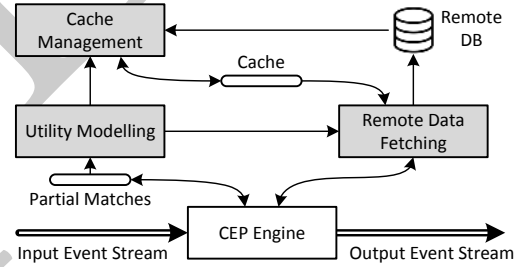 Cache
Management
Remote
DB
Cache
Utility Modelling
Remote Data
Fetching
Partial Matches
CEP Engine
Input Event Stream
Output Event Stream